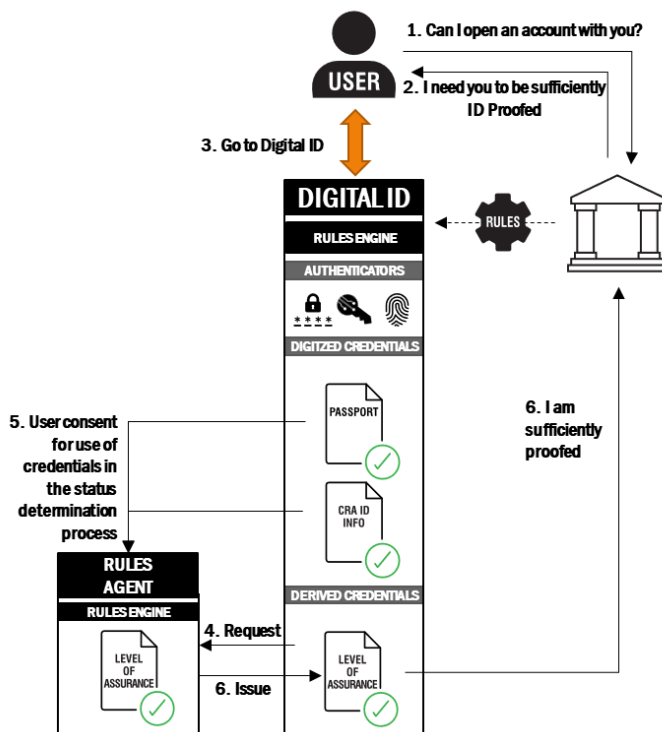 1. Can I open an account with you?
USER
2. I need you to be sufficiently
ID Proofed
3. Go to Digital ID
DIGITAL ID
RULES ENGINE
RULES
AUTHENTICATORS
* * * *
DIGITZED CREDENTIALS
PASSPORT
5. User consent
for use of
credentials in
the status
determination
process
6. I am
sufficiently
proofed
CRA ID
INFO
RULES
AGENT
RULES ENGINE
DERIVED CREDENTIALS
4. Request
LEVEL
OF
ASSURANCE
6. Issue
LEVEL
OF
ASSURANCE